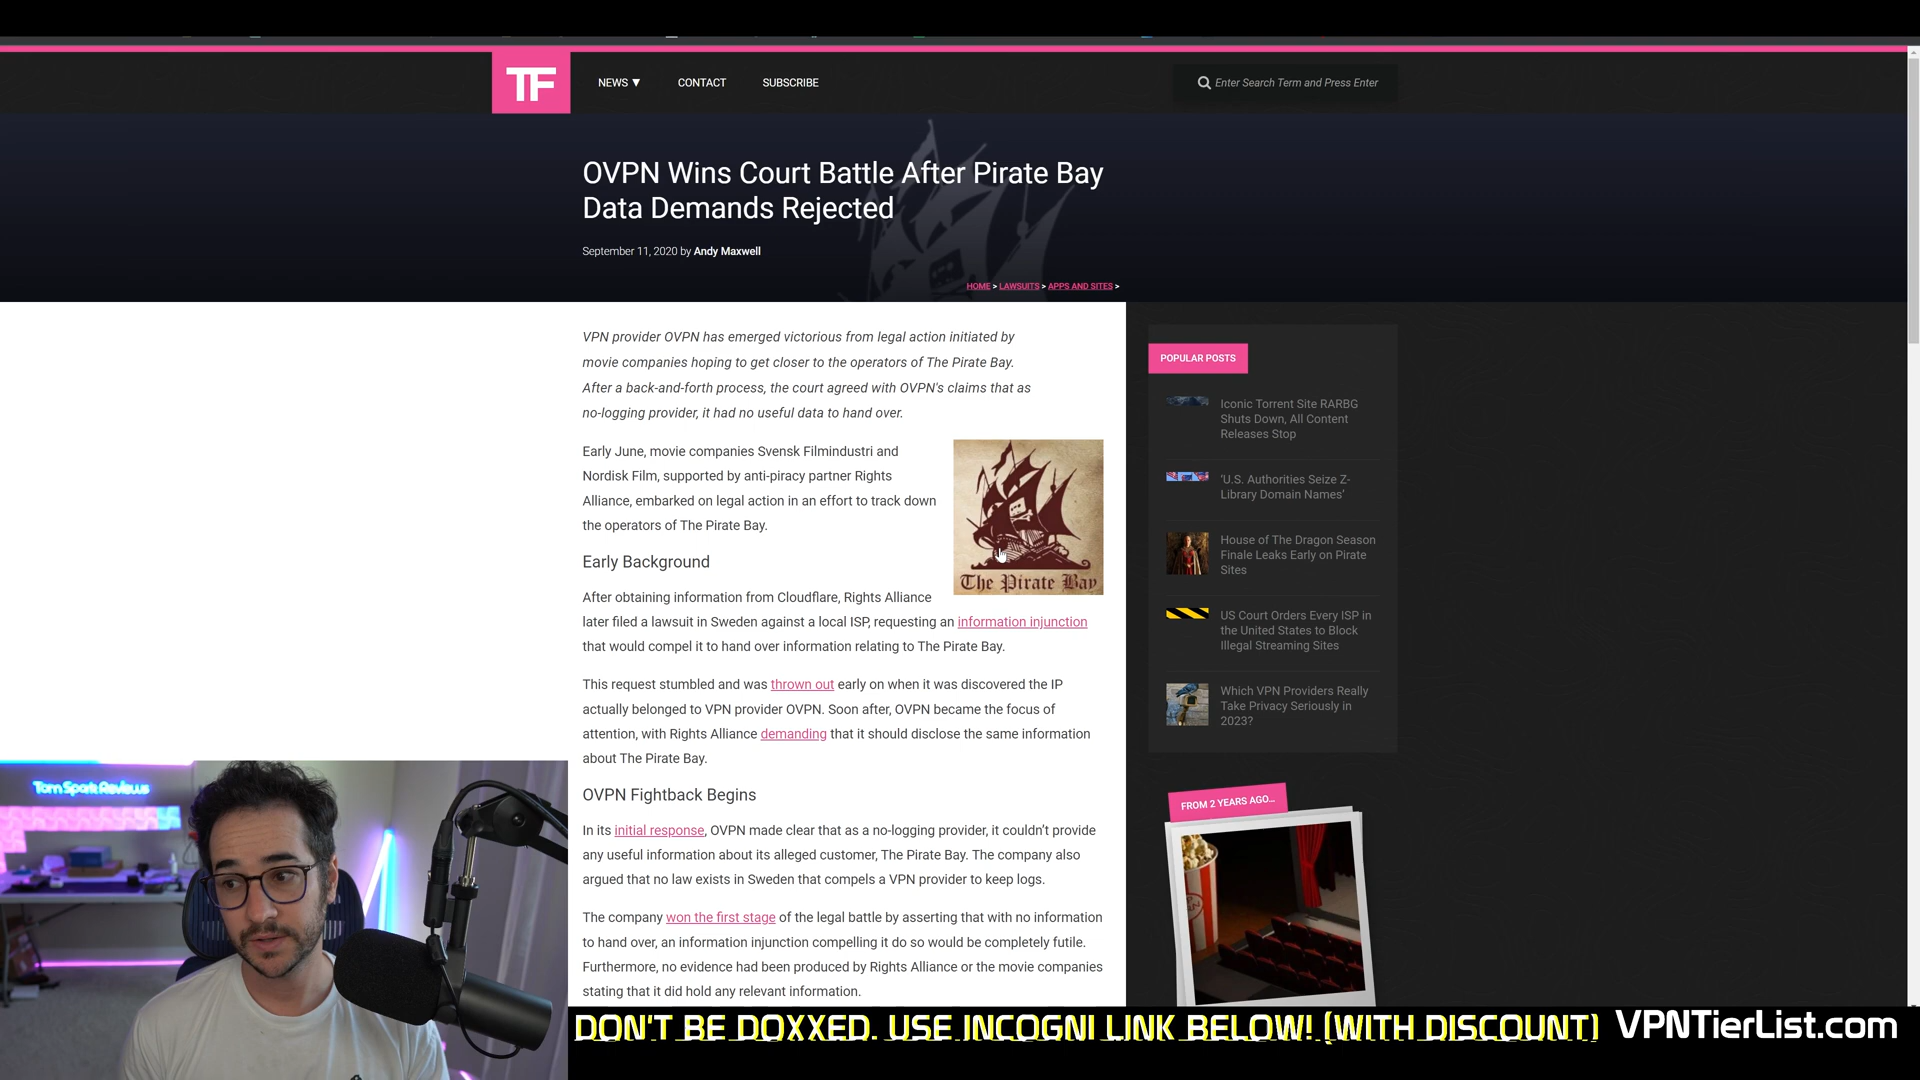 TF
NEWS ▼
CONTACT
SUBSCRIBE
Enter Search Term and Press Enter
OVPN Wins Court Battle After Pirate Bay
Data Demands Rejected
September 11, 2020 by Andy Maxwell
HOME > LAWSUITS > APPS AND SITES >
VPN provider OVPN has emerged victorious from legal action initiated by
movie companies hoping to get closer to the operators of The Pirate Bay.
After a back-and-forth process, the court agreed with OVPN's claims that as
no-logging provider, it had no useful data to hand over.
Early June, movie companies Svensk Filmindustri and
Nordisk Film, supported by anti-piracy partner Rights
Alliance, embarked on legal action in an effort to track down
the operators of The Pirate Bay.
The Pirate Bay
Early Background
After obtaining information from Cloudflare, Rights Alliance
later filed a lawsuit in Sweden against a local ISP, requesting an information injunction
that would compel it to hand over information relating to The Pirate Bay.
This request stumbled and was thrown out early on when it was discovered the IP
actually belonged to VPN provider OVPN. Soon after, OVPN became the focus of
attention, with Rights Alliance demanding that it should disclose the same information
about The Pirate Bay.
OVPN Fightback Begins
In its initial response, OVPN made clear that as a no-logging provider, it couldn't provide
any useful information about its alleged customer, The Pirate Bay. The company also
argued that no law exists in Sweden that compels a VPN provider to keep logs.
The company won the first stage of the legal battle by asserting that with no information
to hand over, an information injunction compelling it do so would be completely futile.
Furthermore, no evidence had been produced by Rights Alliance or the movie companies
stating that it did hold any relevant information.
POPULAR POSTS
Iconic Torrent Site RARBG
Shuts Down, All Content
Releases Stop
'U.S. Authorities Seize Z-
Library Domain Names'
House of The Dragon Season
Finale Leaks Early on Pirate
Sites
US Court Orders Every ISP in
the United States to Block
Illegal Streaming Sites
Which VPN Providers Really
Take Privacy Seriously in
2023?
FROM 2 YEARS AGO...
Tom Spark Reviews
DON'T BE DOXXED. USE INCOGNI LINK BELOW! (WITH DISCOUNT)
VPNTierList.com